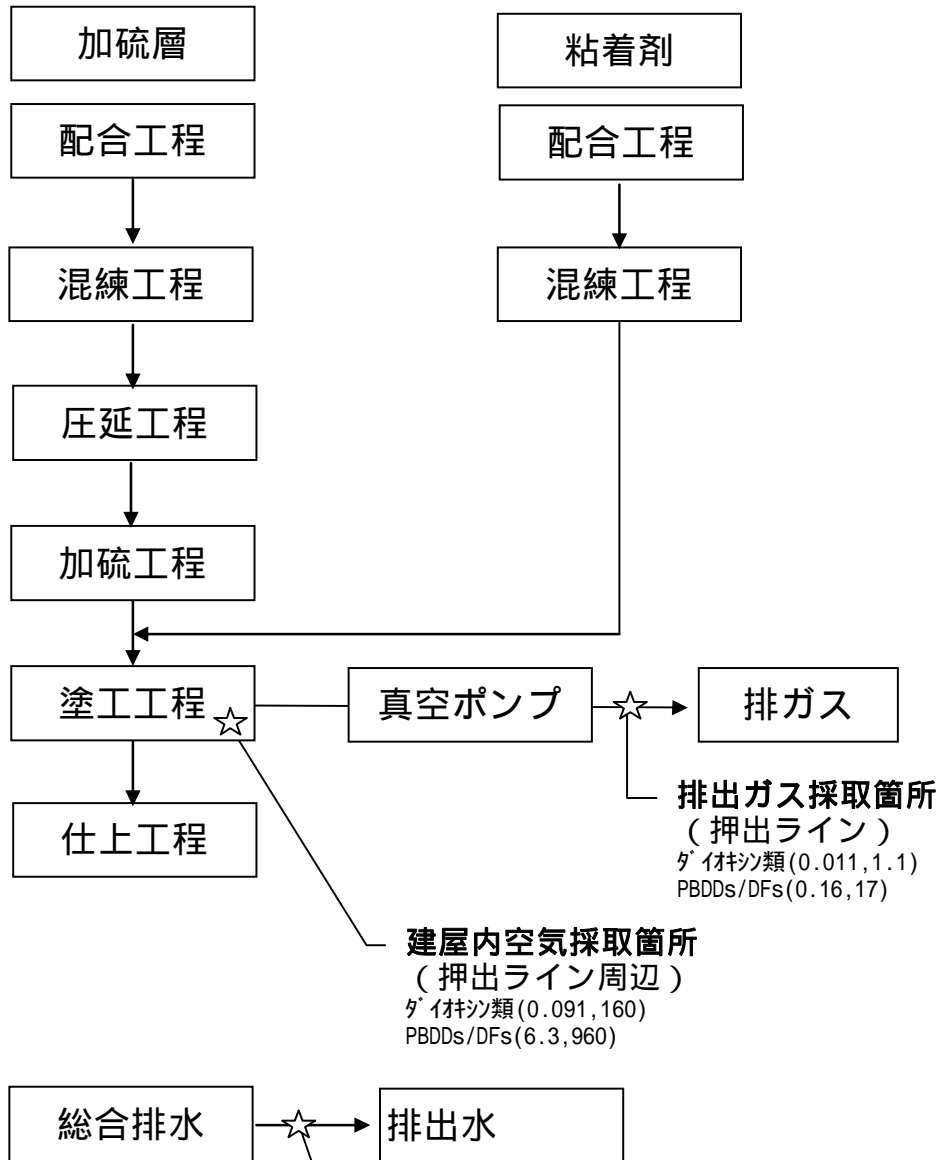 加硫層
粘着剤
配合工程
配合工程
混練工程
混練工程
圧延工程
加硫工程
塗工工程
真空ポンプ
排ガス
仕上工程
排出ガス採取箇所
(押出ライン)
ダイオキシン類(0.011,1.1)
PBDDs/DFs(0.16,17)
建屋内空気採取箇所
(押出ライン周辺)
ダイオキシン類(0.091,160)
PBDDs/DFs(6.3,960)
総合排水
排出水